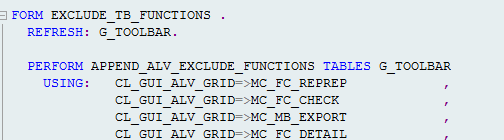 FORM EXCLUDE_TB_FUNCTIONS .
REFRESH: G_TOOLBAR.
PERFORM APPEND_ALV_EXCLUDE_FUNCTIONS TABLES G_TOOLBAR
USING: CL_GUI_ALV_GRID=>MC_FC_REPREP ,
CL_GUI_ALV_GRID=>MC_FC_CHECK ,
CL_GUI_ALV_GRID=>MC_MB_EXPORT ,
CL_GUI_ALV_GRID=>MC_FC_DETAIL ,